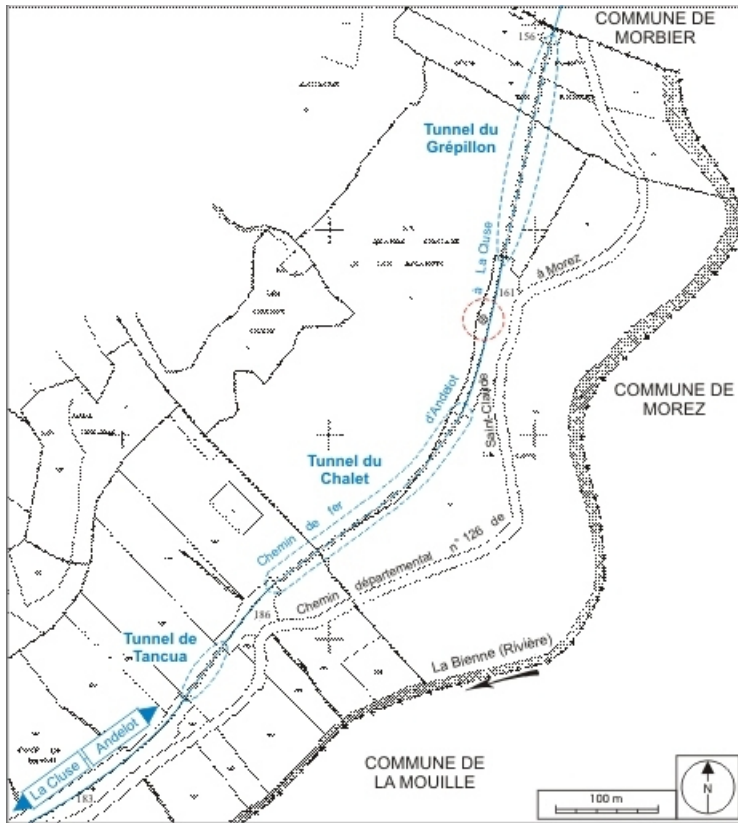 COMMUNE DE
MORBIER
156
Tunnel du
Grépillon
à La Cluse
à Morez
161
COMMUNE DE
MOREZ
d'Andelot
Saint-Claude
Tunnel du
Chalet
Chemin de fer
Chemin départemental n° 126 de
186
Tunnel de
Tancua
La Bienne (Rivière)
La Cluse Andelot
COMMUNE DE
LA MOUILLE
183
100 m
N